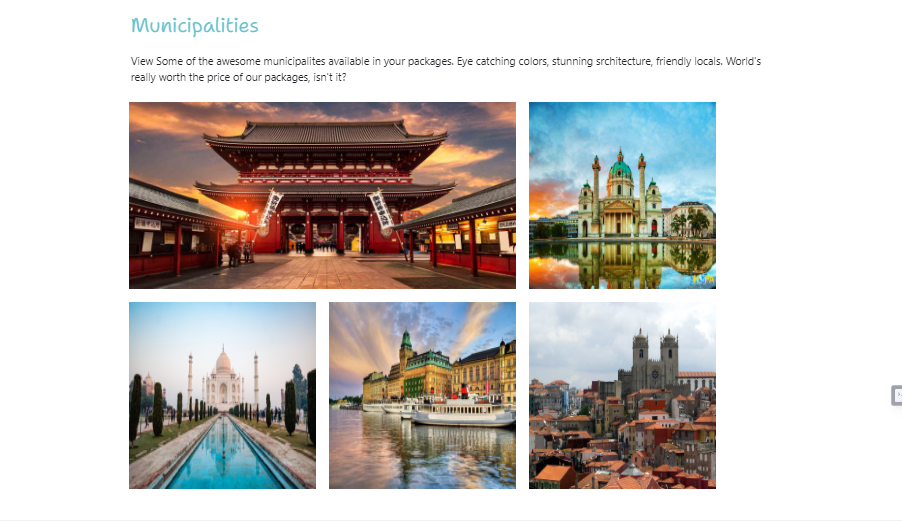 Municipalities
View Some of the awesome municipalites available in your packages. Eye catching colors, stunning srchitecture, friendly locals. World's
really worth the price of our packages, isn't it?